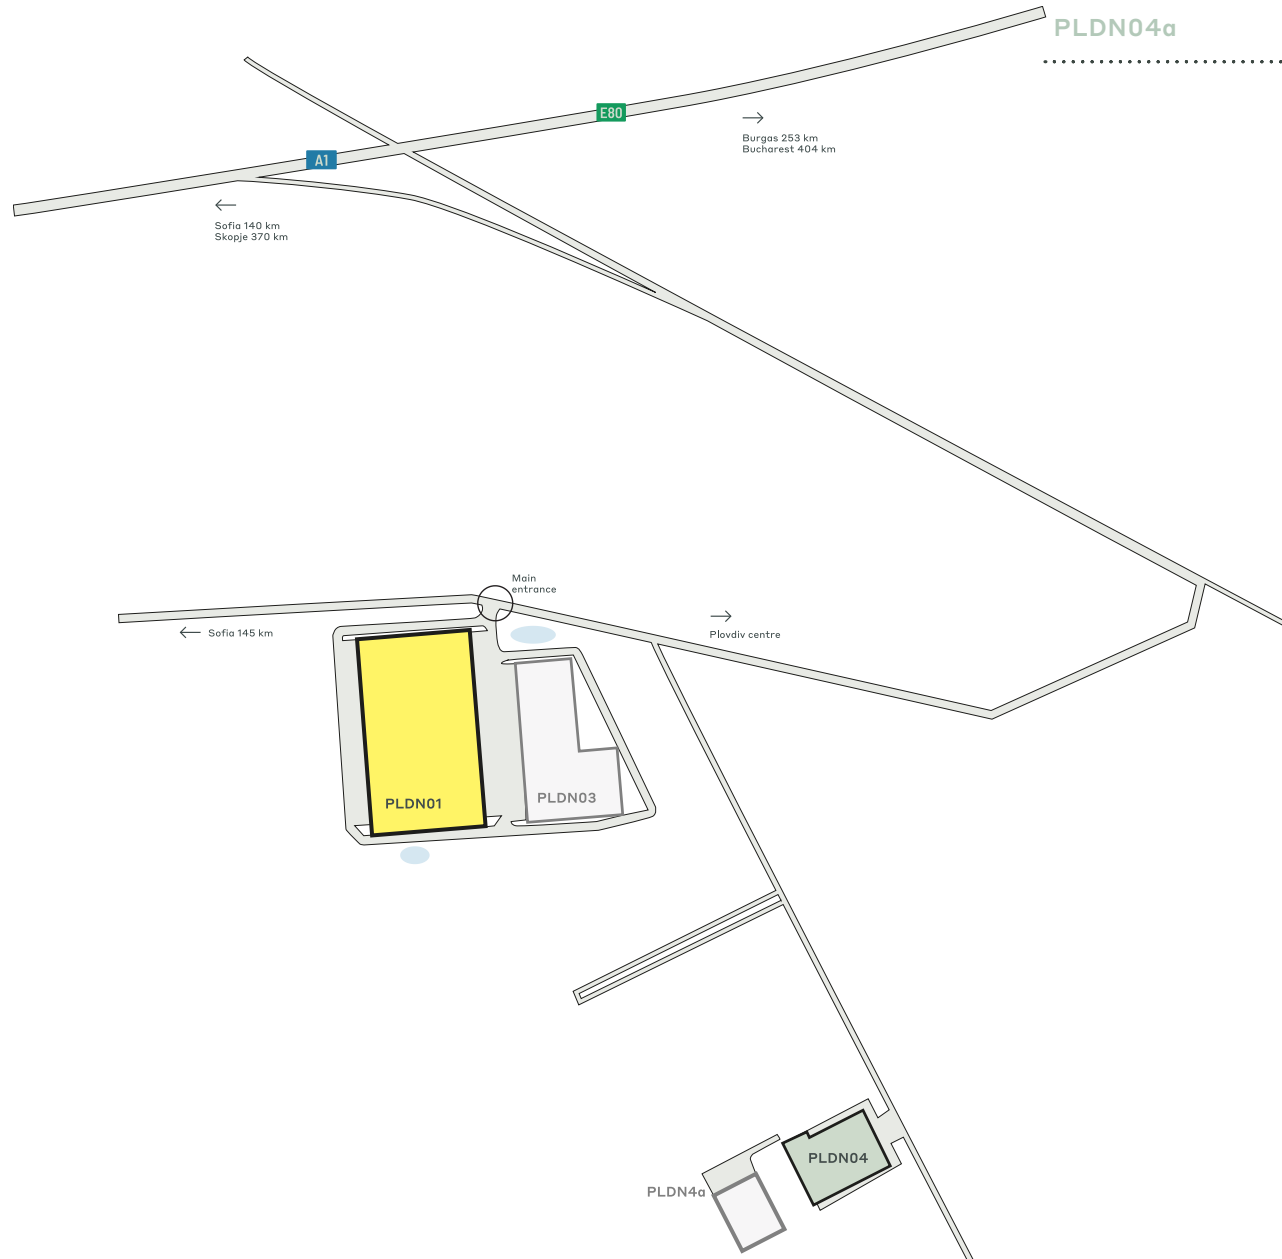 PLDN04a
E80
Burgas 253 km
Bucharest 404 km
A1
Sofia 140 km
Skopje 370 km
Main
entrance
Sofia 145 km
Plovdiv centre
PLDN01
PLDN03
PLDN04
PLDN4a